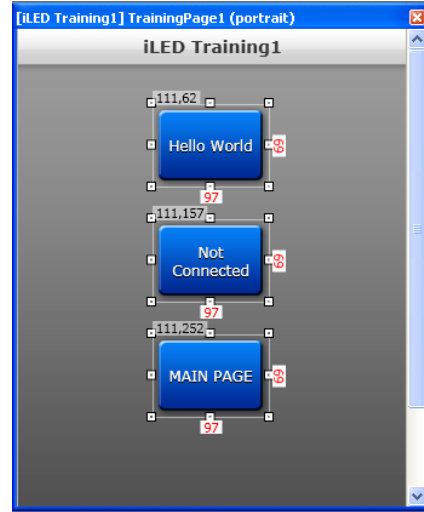 [iLED Training1] TrainingPage1 (portrait)
iLED Training1
111,62
Hello World
69
97
111,157
Not
Connected
69
97
111,252
MAIN PAGE
69
97